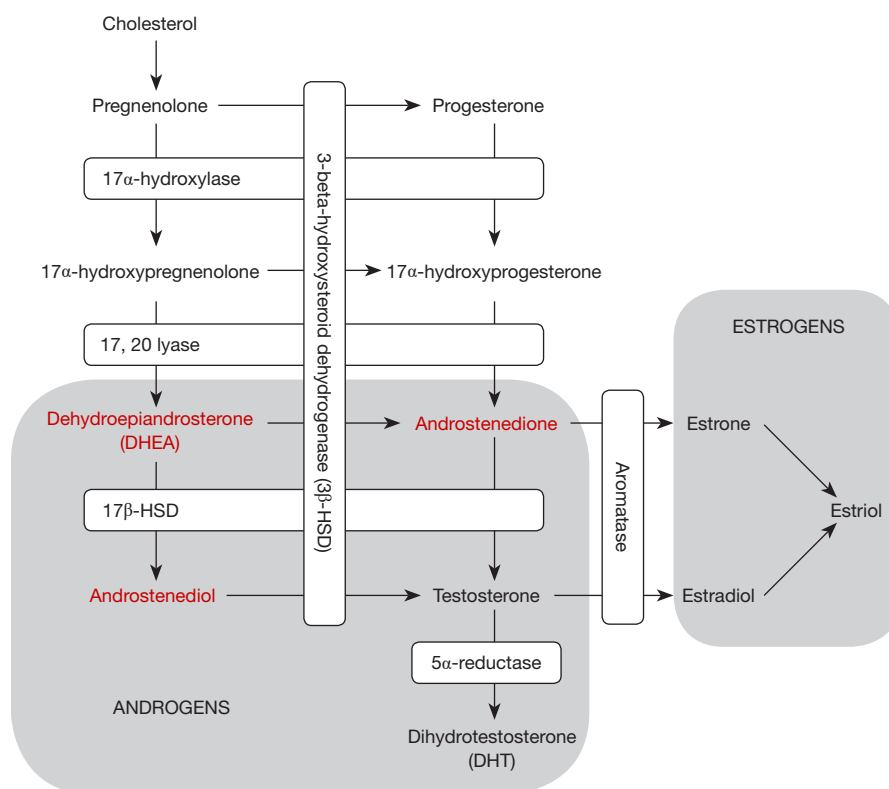 Cholesterol
Pregnenolone
Progesterone
17α-hydroxylase
3-beta-hydroxysteroid dehydrogenase (3β-HSD)
17α-hydroxypregnenolone
17α-hydroxyprogesterone
17, 20 lyase
ESTROGENS
Dehydroepiandrosterone
(DHEA)
Androstenedione
Aromatase
Estrone
17β-HSD
Estriol
Androstenediol
Testosterone
Estradiol
5α-reductase
ANDROGENS
Dihydrotestosterone
(DHT)